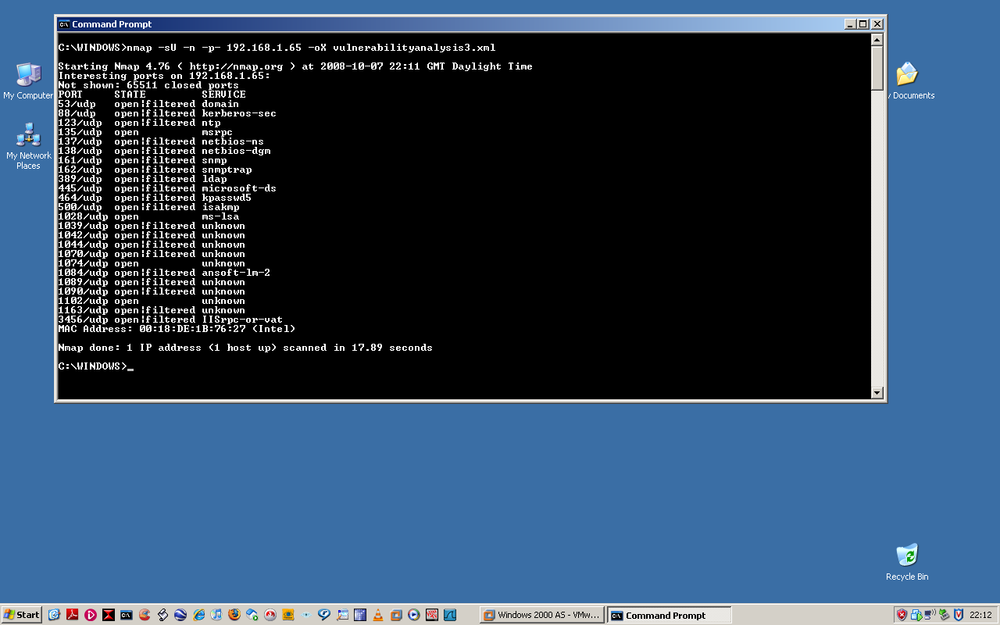 Command Prompt
C:\WINDOWS>nmap -sU -n -p- 192.168.1.65 -oX vulnerabilityanalysis3.xml
Starting Nmap 4.76 ( http://nmap.org ) at 2008-10-07 22:11 GMT Daylight Time
Interesting ports on 192.168.1.65:
Not shown: 65511 closed ports
PORT STATE SERVICE
53/udp open|filtered domain
88/udp open|filtered kerberos-sec
123/udp open|filtered ntp
135/udp open msrpc
137/udp open|filtered netbios-ns
138/udp open|filtered netbios-dgm
161/udp open|filtered snmp
162/udp open|filtered snmptrap
389/udp open|filtered ldap
445/udp open|filtered microsoft-ds
464/udp open|filtered kpasswd5
500/udp open|filtered isakmp
1028/udp open ms-lsa
1039/udp open|filtered unknown
1042/udp open|filtered unknown
1044/udp open|filtered unknown
1070/udp open|filtered unknown
1074/udp open unknown
1084/udp open|filtered ansoft-lm-2
1089/udp open|filtered unknown
1090/udp open|filtered unknown
1102/udp open unknown
1163/udp open|filtered unknown
3456/udp open|filtered IISrpc-or-vat
MAC Address: 00:18:DE:1B:76:27 (Intel)
Nmap done: 1 IP address (1 host up) scanned in 17.89 seconds
C:\WINDOWS>_
My Computer
My Network
Places
y Documents
Recycle Bin
Start
Windows 2000 AS - VMw...
Command Prompt
22:12